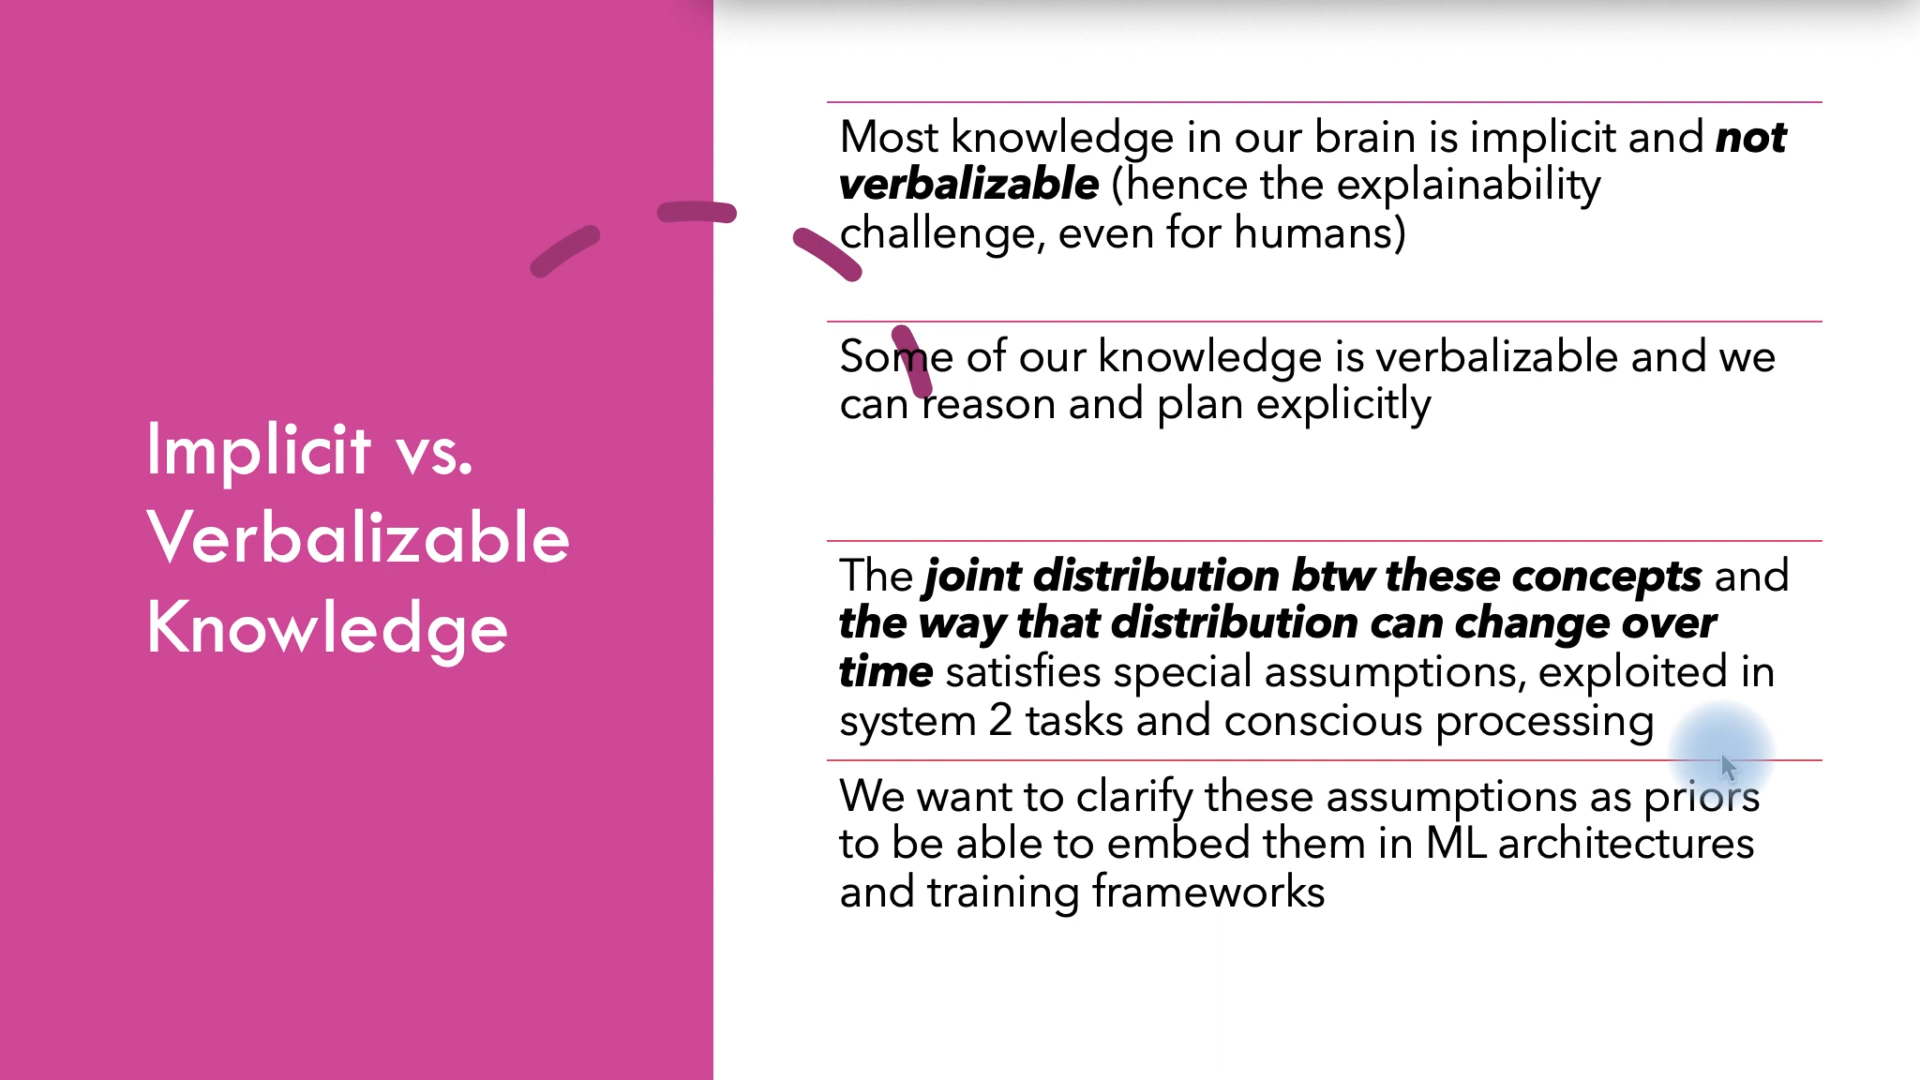 Implicit vs.
Verbalizable
Knowledge
Most knowledge in our brain is implicit and not
verbalizable (hence the explainability
challenge, even for humans)
Some of our knowledge is verbalizable and we
can reason and plan explicitly
The joint distribution btw these concepts and
the way that distribution can change over
time satisfies special assumptions, exploited in
system 2 tasks and conscious processing
We want to clarify these assumptions as priors
to be able to embed them in ML architectures
and training frameworks